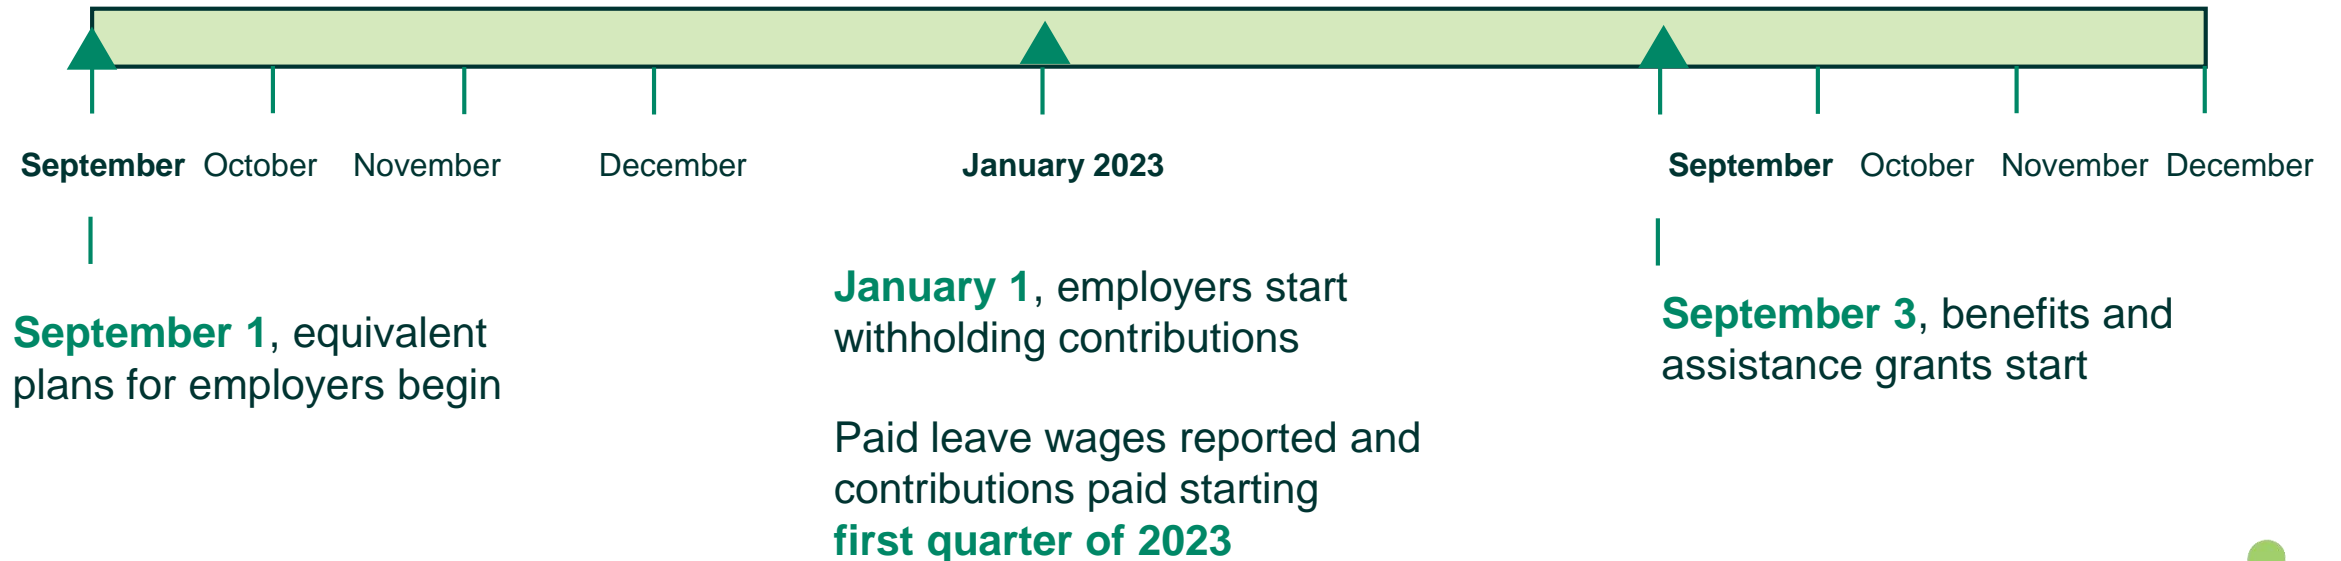 September October November December January 2023 September October November December
September 1, equivalent
plans for employers begin
January 1, employers start
withholding contributions
Paid leave wages reported and
contributions paid starting
first quarter of 2023
September 3, benefits and
assistance grants start